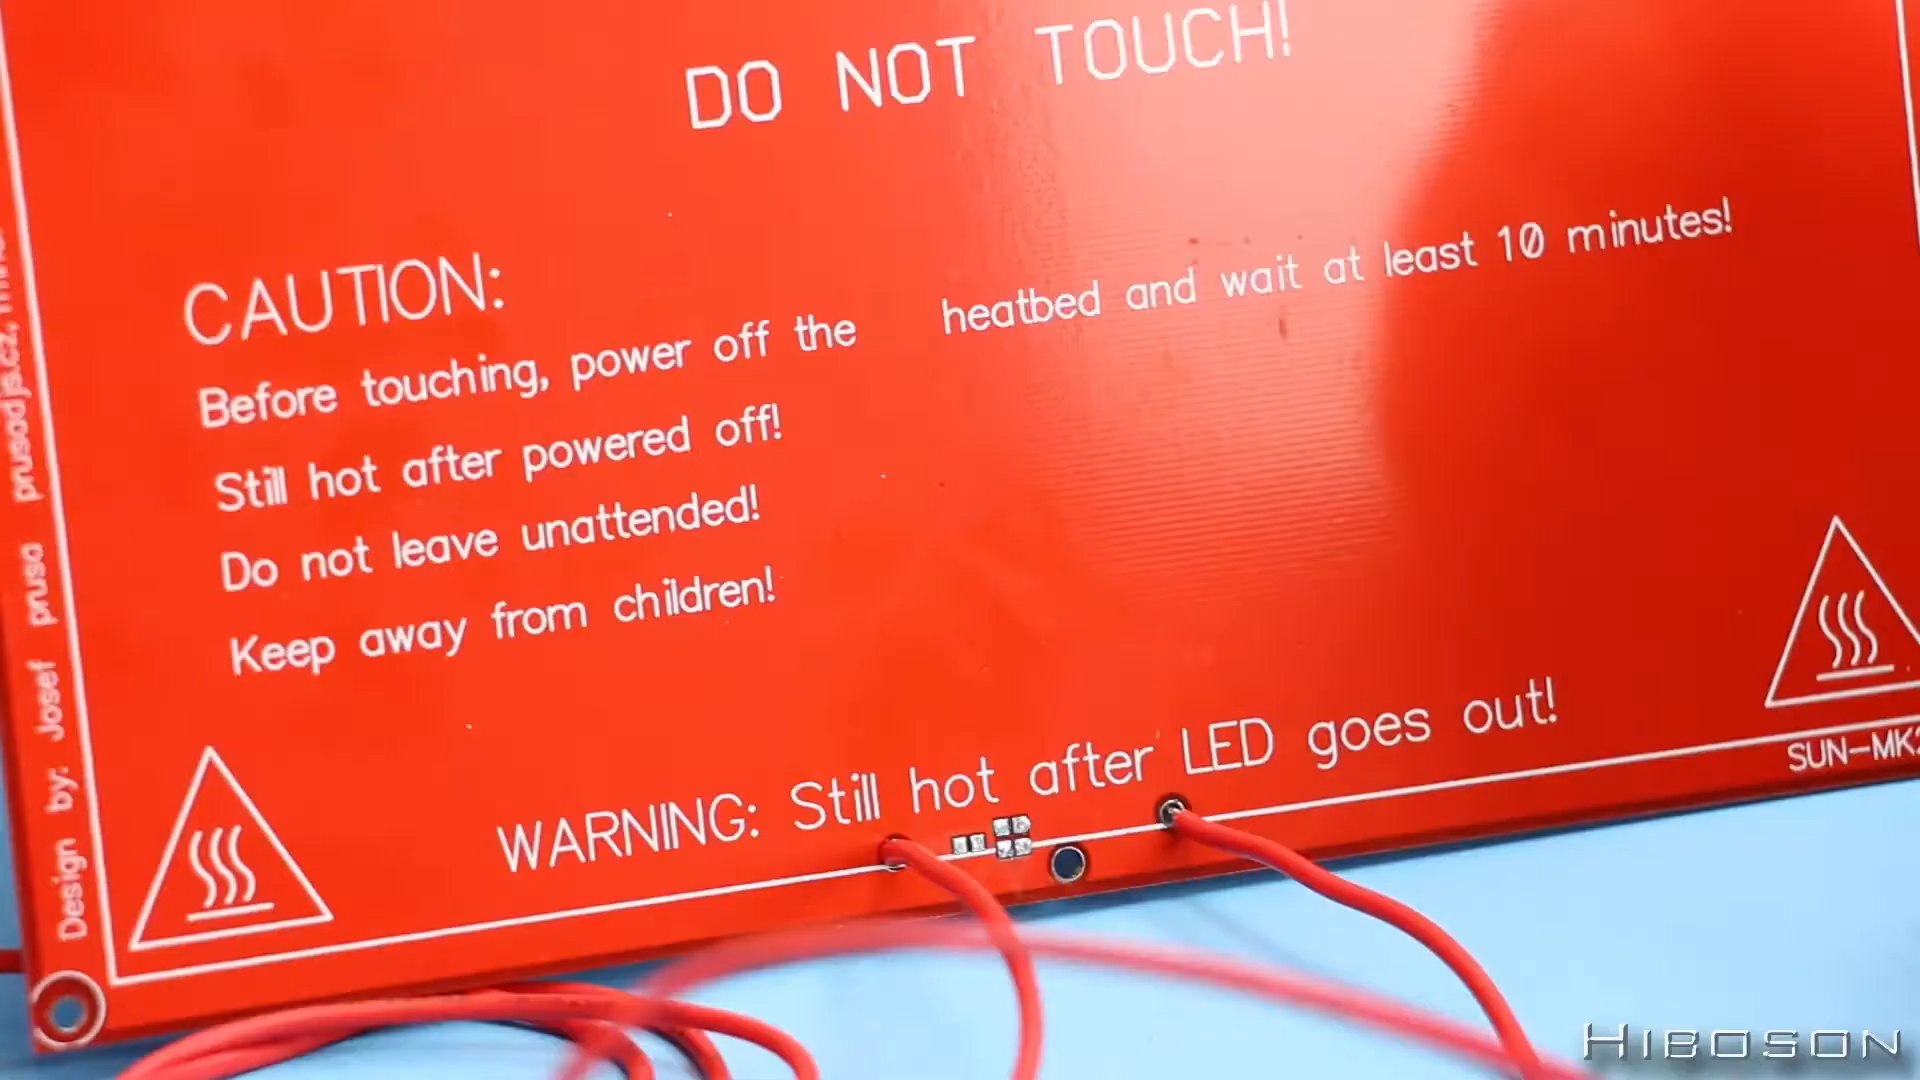 DO NOT TOUCH!
CAUTION:
Before touching, power off the heatbed and wait at least 10 minutes!
Still hot after powered off!
Do not leave unattended!
Keep away from children!
WARNING: Still hot after LED goes out!
SUN-MK2
Design by: Josef prusa prusadjs.cz,
HIBOSON